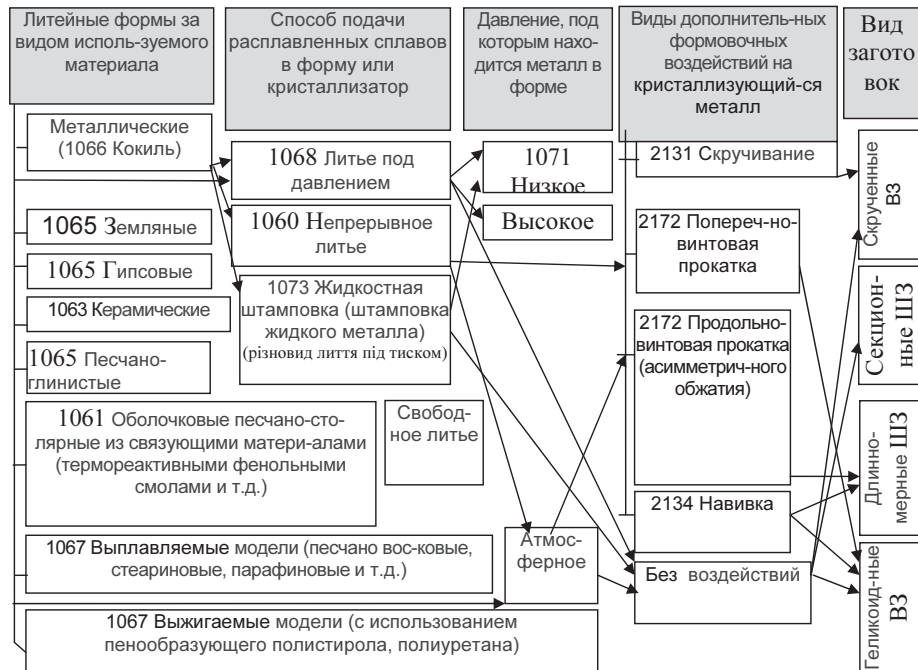 Литейные формы за
видом исполь-зуемого
материала
Способ подачи
расплавленных сплавов
в форму или
кристаллизатор
Давление, под
которым нахо-
дится металл в
форме
Виды дополнитель-ных
формовочных
воздействий на
кристаллизующий-ся
металл
Вид
загото
вок
Металлические
(1066 Кокиль)
1065 Земляные
1065 Гипсовые
1063 Керамические
1065 Песчано-
глинистые
1061 Оболочковые песчано-сто-
лярные из связующими матери-алами
(термореактивными фенольными
смолами и т.д.)
1067 Выплавляемые модели (песчано вос-ковые,
стеариновые, парафиновые и т.д.)
1067 Выжигаемые модели (с использованием
пенообразующего полистирола, полиуретана)
1068 Литье под
давлением
1060 Непрерывное
литье
1073 Жидкостная
штамповка (штамповка
жидкого металла)
(різновид лиття під тиском)
Свобод-
ное литье
1071
Низкое
Высокое
Атмос-
ферное
2131 Скручивание
2172 Попереч-но-
винтовая
прокатка
2172 Продольно-
винтовая прокатка
(асимметрич-ного
обжатия)
2134 Навивка
Без воздействий
Скрученные
ВЗ
Секцион-
ные ШЗ
Длинно-
мерные ШЗ
Геликоид-ные
ВЗ